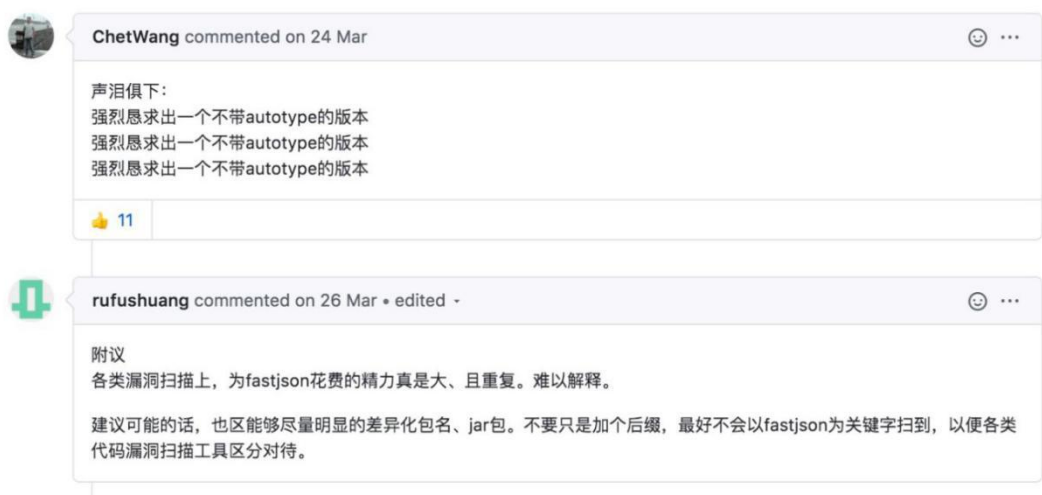 ChetWang commented on 24 Mar
声泪俱下：
强烈恳求出一个不带autotype的版本
强烈恳求出一个不带autotype的版本
强烈恳求出一个不带autotype的版本
11
rufushuang commented on 26 Mar • edited
附议
各类漏洞扫描上，为fastjson花费的精力真是大、且重复。难以解释。
建议可能的话，也区能够尽量明显的差异化包名、jar包。不要只是加个后缀，最好不会以fastjson为关键字扫到，以便各类
代码漏洞扫描工具区分对待。